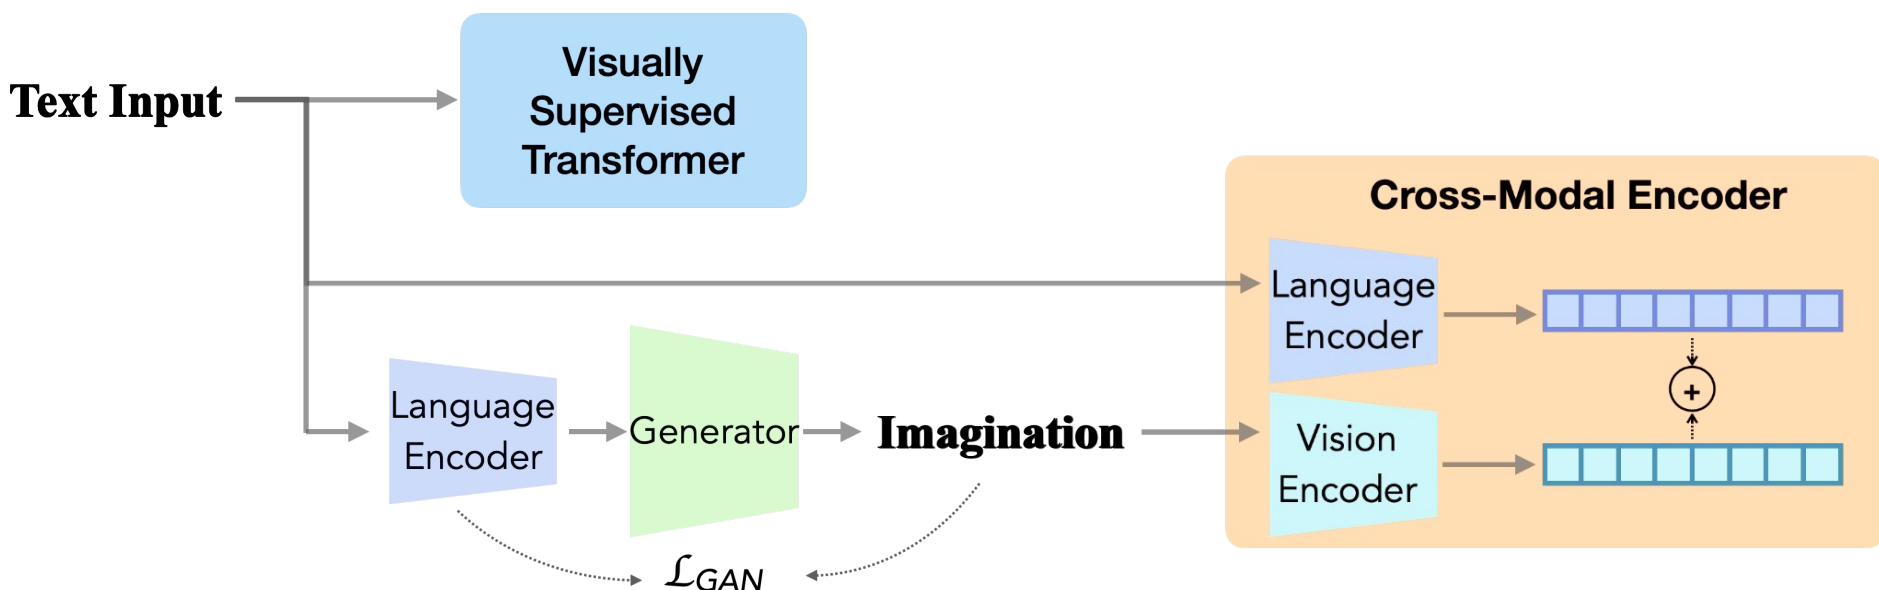 Text Input
Visually
Supervised
Transformer
Cross-Modal Encoder
Language
Encoder
Language
Encoder
Generator
Imagination
Vision
Encoder
+
ℒGAN